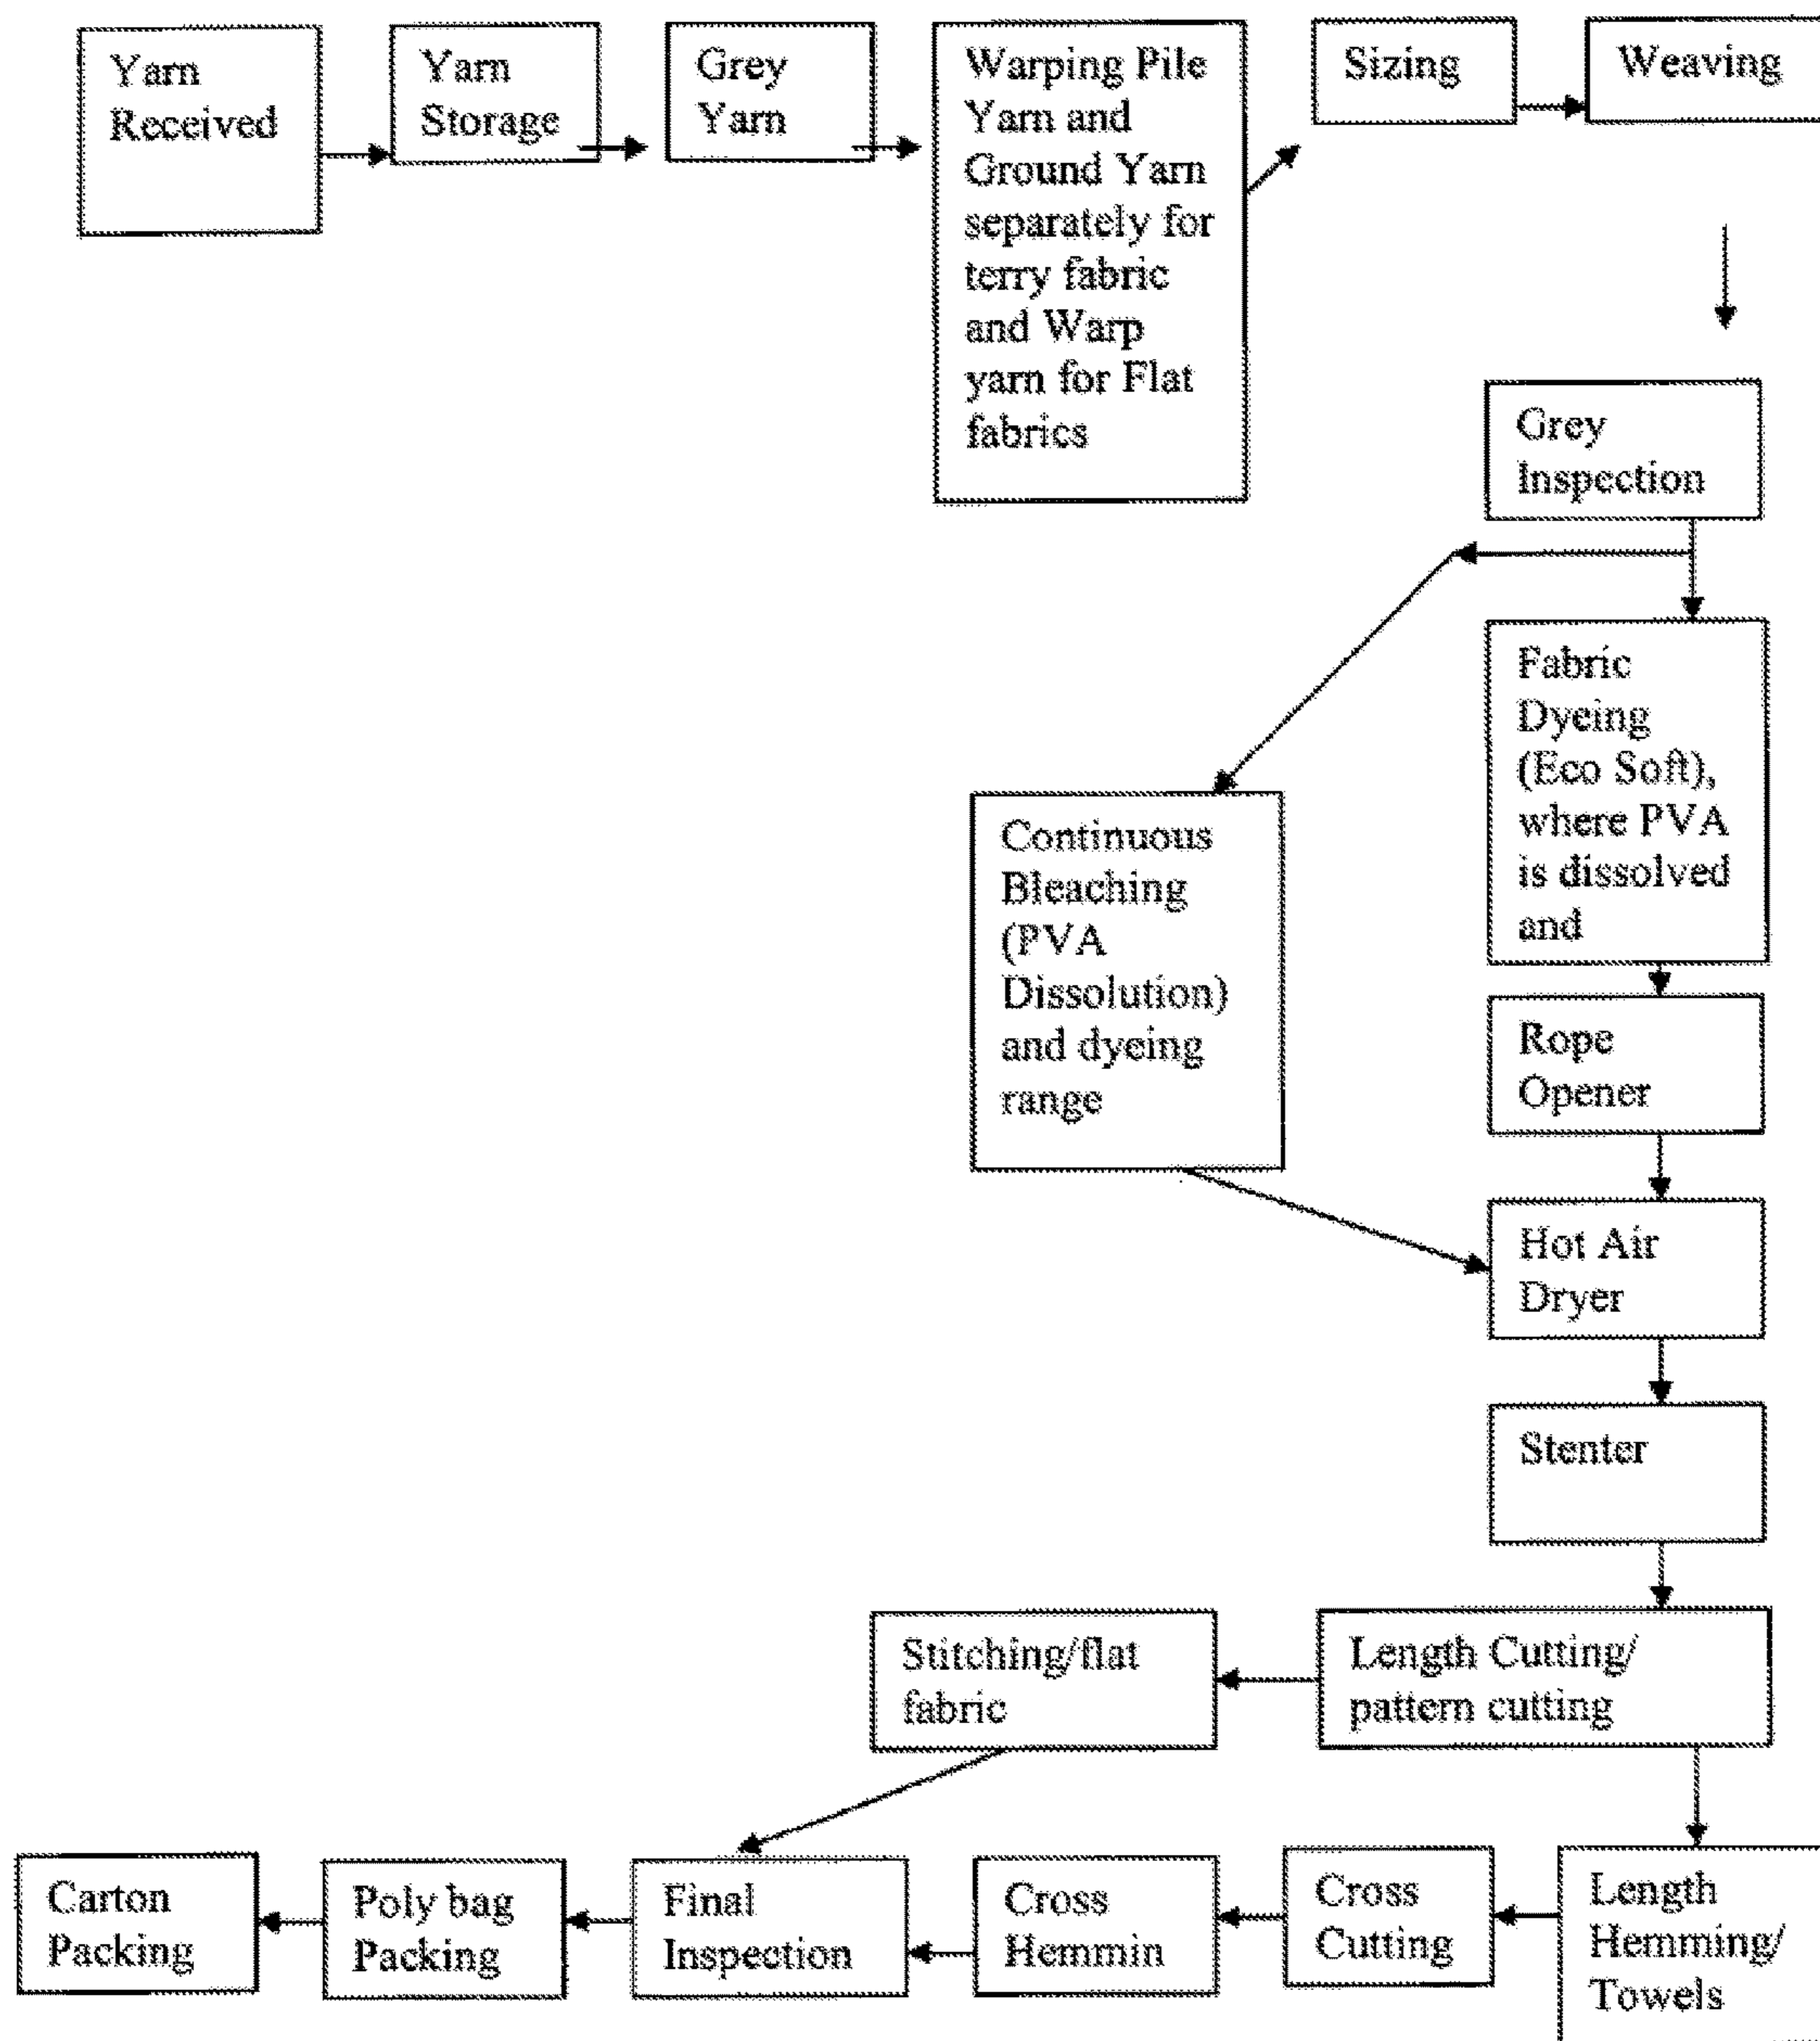 Yarn
Received
Yarn
Storage
Grey
Yarn
Warping Pile
Yarn and
Ground Yarn
separately for
terry fabric
and Warp
yarn for Flat
fabrics
Sizing
Weaving
Grey
Inspection
Fabric
Dyeing
(Eco Soft),
where PVA
is dissolved
and
Continuous
Bleaching
(PVA
Dissolution)
and dyeing
range
Rope
Opener
Hot Air
Dryer
Stenter
Length Cutting/
pattern cutting
Stitching/flat
fabric
Length
Hemming/
Towels
Cross
Cutting
Cross
Hemmin
Final
Inspection
Poly bag
Packing
Carton
Packing